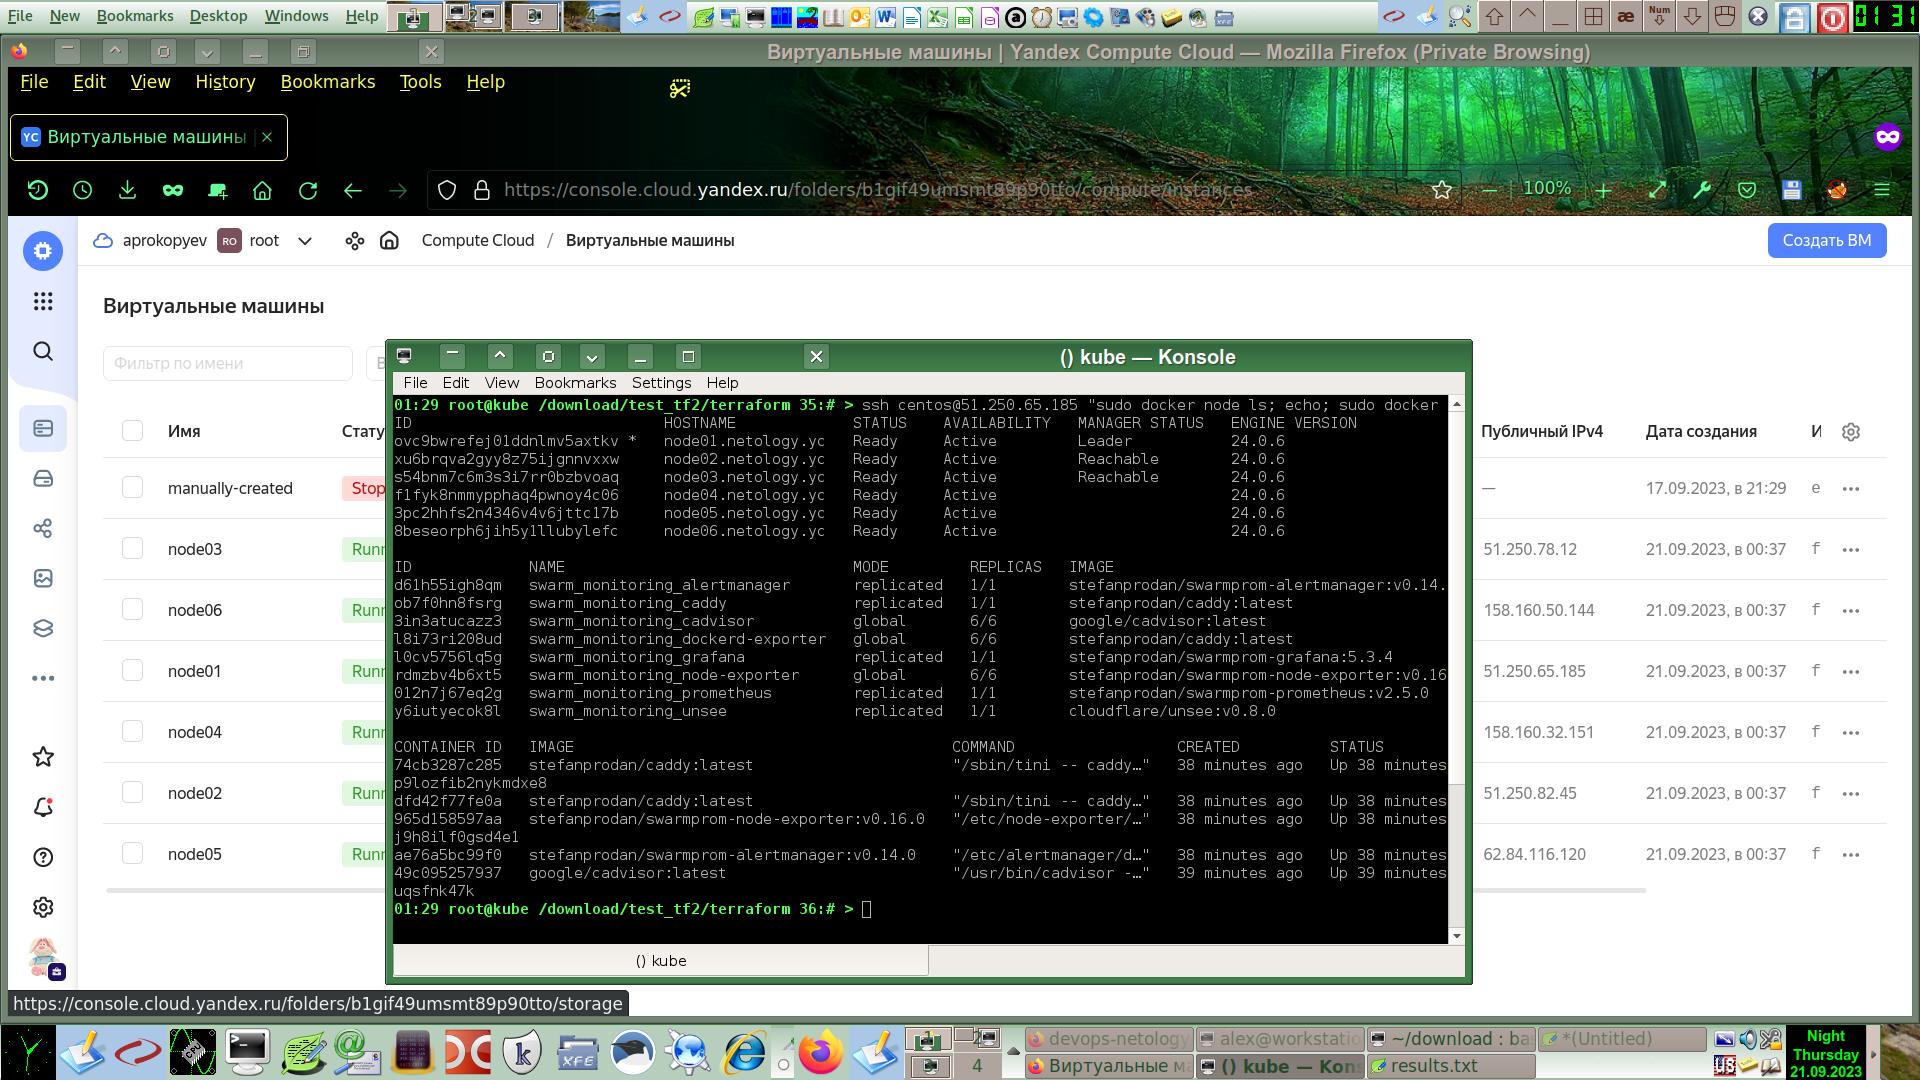 File New Bookmarks Desktop Windows Help 1 2 3 4 æ Num 01 31
Виртуальные машины | Yandex Compute Cloud — Mozilla Firefox (Private Browsing)
File Edit View History Bookmarks Tools Help
YC Виртуальные машины
https://console.cloud.yandex.ru/folders/b1gif49umsmt89p90tto/compute/instances 100%
aprokopyev RO root Compute Cloud / Виртуальные машины Создать ВМ
Виртуальные машины
Фильтр по имени В
Имя Стату Публичный IPv4 Дата создания И
manually-created Stop — 17.09.2023, в 21:29 e
node03 Runn 51.250.78.12 21.09.2023, в 00:37 f
node06 Runn 158.160.50.144 21.09.2023, в 00:37 f
node01 Runn 51.250.65.185 21.09.2023, в 00:37 f
node04 Runn 158.160.32.151 21.09.2023, в 00:37 f
node02 Runn 51.250.82.45 21.09.2023, в 00:37 f
node05 Runn 62.84.116.120 21.09.2023, в 00:37 f
() kube — Konsole
File Edit View Bookmarks Settings Help
01:29 root@kube /download/test_tf2/terraform 35:# > ssh centos@51.250.65.185 "sudo docker node ls; echo; sudo docker
ID HOSTNAME STATUS AVAILABILITY MANAGER STATUS ENGINE VERSION
ovc9bwrefej01ddnlmv5axtkv * node01.netology.yc Ready Active Leader 24.0.6
xu6brqva2gyy8z75ijgnnvxxw node02.netology.yc Ready Active Reachable 24.0.6
s54bnm7c6m3s3i7rr0bzbvoaq node03.netology.yc Ready Active Reachable 24.0.6
f1fyk8nmmypphaq4pwnoy4c06 node04.netology.yc Ready Active 24.0.6
3pc2hhfs2n4346v4v6jttc17b node05.netology.yc Ready Active 24.0.6
8beseorph6jih5y1llubylefc node06.netology.yc Ready Active 24.0.6
ID NAME MODE REPLICAS IMAGE
d61h55igh8qm swarm_monitoring_alertmanager replicated 1/1 stefanprodan/swarmprom-alertmanager:v0.14.
ob7f0hn8fsrg swarm_monitoring_caddy replicated 1/1 stefanprodan/caddy:latest
3in3atucazz3 swarm_monitoring_cadvisor global 6/6 google/cadvisor:latest
l8i73ri208ud swarm_monitoring_dockerd-exporter global 6/6 stefanprodan/caddy:latest
l0cv5756lq5g swarm_monitoring_grafana replicated 1/1 stefanprodan/swarmprom-grafana:5.3.4
rdmzbv4b6xt5 swarm_monitoring_node-exporter global 6/6 stefanprodan/swarmprom-node-exporter:v0.16
012n7j67eq2g swarm_monitoring_prometheus replicated 1/1 stefanprodan/swarmprom-prometheus:v2.5.0
y6iutyecok8l swarm_monitoring_unsee replicated 1/1 cloudflare/unsee:v0.8.0
CONTAINER ID IMAGE COMMAND CREATED STATUS
74cb3287c285 stefanprodan/caddy:latest "/sbin/tini -- caddy…" 38 minutes ago Up 38 minutes
p9lozfib2nykmdxe8
dfd42f77fe0a stefanprodan/caddy:latest "/sbin/tini -- caddy…" 38 minutes ago Up 38 minutes
965d158597aa stefanprodan/swarmprom-node-exporter:v0.16.0 "/etc/node-exporter/…" 38 minutes ago Up 38 minutes
j9h8ilf0gsd4e1
ae76a5bc99f0 stefanprodan/swarmprom-alertmanager:v0.14.0 "/etc/alertmanager/d…" 38 minutes ago Up 38 minutes
49c095257937 google/cadvisor:latest "/usr/bin/cadvisor -…" 39 minutes ago Up 39 minutes
uqsfnk47k
01:29 root@kube /download/test_tf2/terraform 36:# >
() kube
https://console.cloud.yandex.ru/folders/b1gif49umsmt89p90tto/storage
devops-netology alex@workstatio ~/download : ba *(Untitled)
4 Виртуальные ма () kube — Kons results.txt US
Night
Thursday
21.09.2023